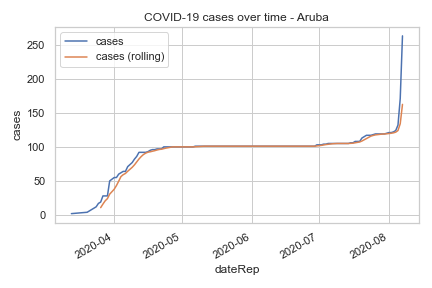 COVID-19 cases over time - Aruba
cases
cases (rolling)
250
200
150
100
50
0
cases
2020-04
2020-05
2020-06
2020-07
2020-08
dateRep